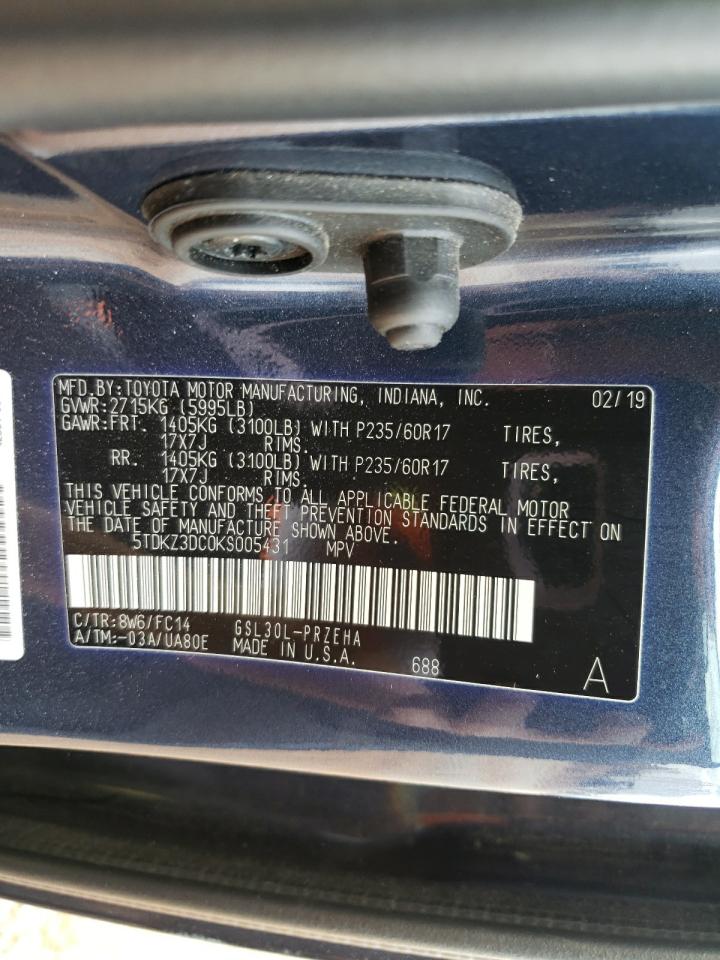 MFD.BY:TOYOTA MOTOR MANUFACTURING, INDIANA, INC. 02/19
GVWR:2715KG (5995LB)
GAWR:FRT. 1405KG (3100LB) WITH P235/60R17 TIRES,
17X7J RIMS.
RR. 1405KG (3100LB) WITH P235/60R17 TIRES,
17X7J RIMS.
THIS VEHICLE CONFORMS TO ALL APPLICABLE FEDERAL MOTOR
VEHICLE SAFETY AND THEFT PREVENTION STANDARDS IN EFFECT ON
THE DATE OF MANUFACTURE SHOWN ABOVE.
5TDKZ3DC0KS005431 MPV
C/TR:8W6/FC14 GSL30L-PRZEHA
A/TM:-03A/UA80E MADE IN U.S.A. 688 A